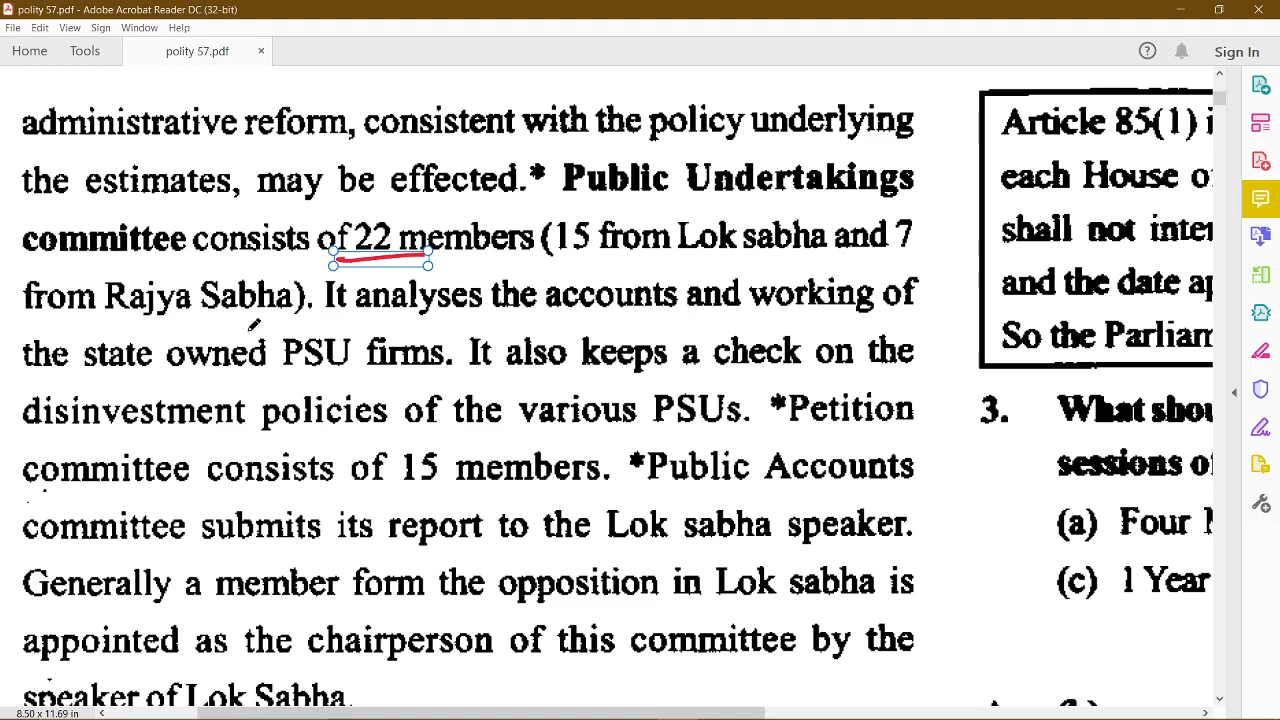 polity 57.pdf - Adobe Acrobat Reader DC (32-bit)
File Edit View Sign Window Help
Home Tools polity 57.pdf × Sign In
administrative reform, consistent with the policy underlying
the estimates, may be effected.* Public Undertakings
committee consists of 22 members (15 from Lok sabha and 7
from Rajya Sabha). It analyses the accounts and working of
the state owned PSU firms. It also keeps a check on the
disinvestment policies of the various PSUs. *Petition
committee consists of 15 members. *Public Accounts
committee submits its report to the Lok sabha speaker.
Generally a member form the opposition in Lok sabha is
appointed as the chairperson of this committee by the
speaker of Lok Sabha.
Article 85(1) i
each House o
shall not inter
and the date ap
So the Parliam
3. What shou
sessions of
(a) Four
(c) 1 Year
8.50 x 11.69 in